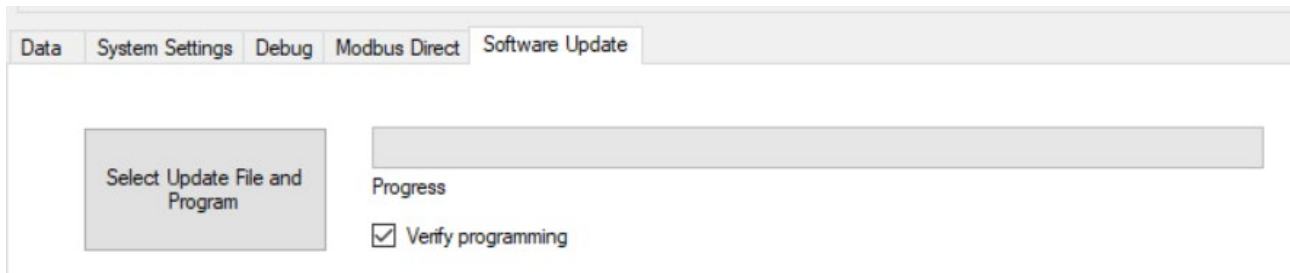 Data System Settings Debug Modbus Direct Software Update
Select Update File and
Program
Progress
Verify programming